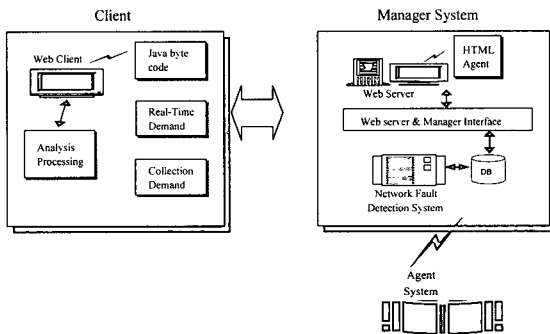 Client
Manager System
Web Client
Java byte
code
Real-Time
Demand
Analysis
Processing
Collection
Demand
HTML
Agent
Web Server
Web server & Manager Interface
DB
Network Fault
Detection System
Agent
System